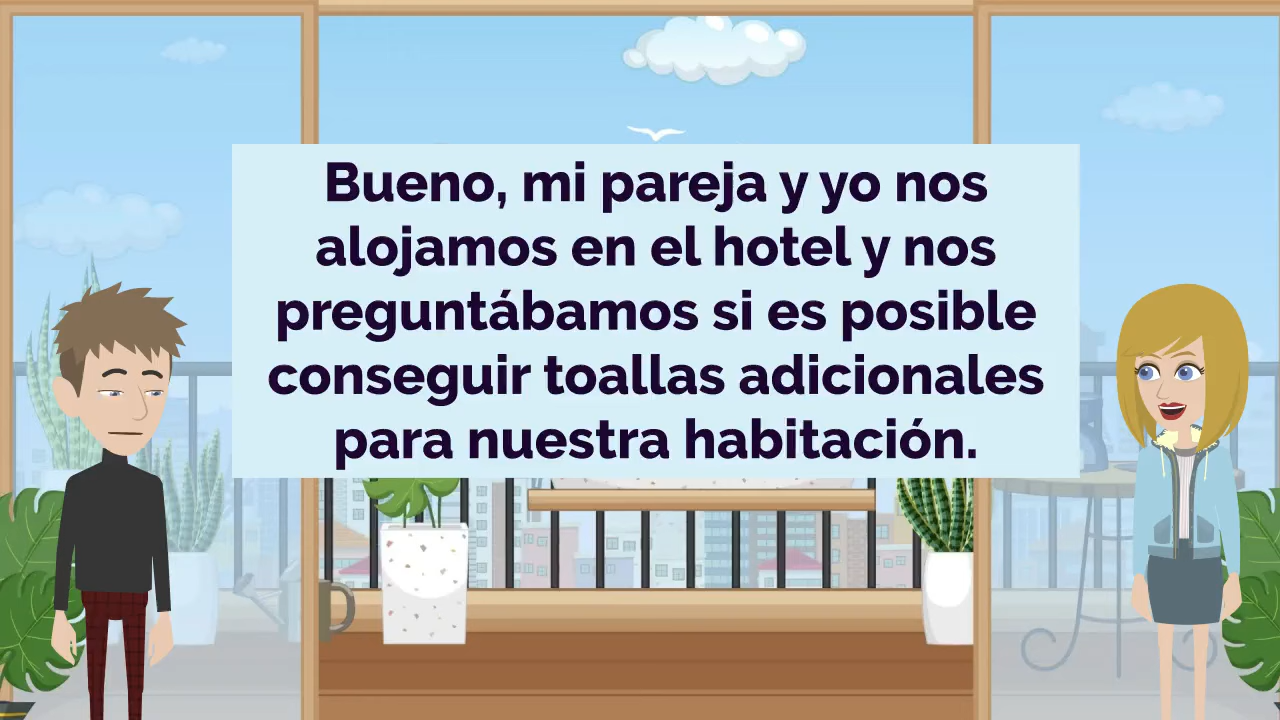 Bueno, mi pareja y yo nos
alojamos en el hotel y nos
preguntábamos si es posible
conseguir toallas adicionales
para nuestra habitación.